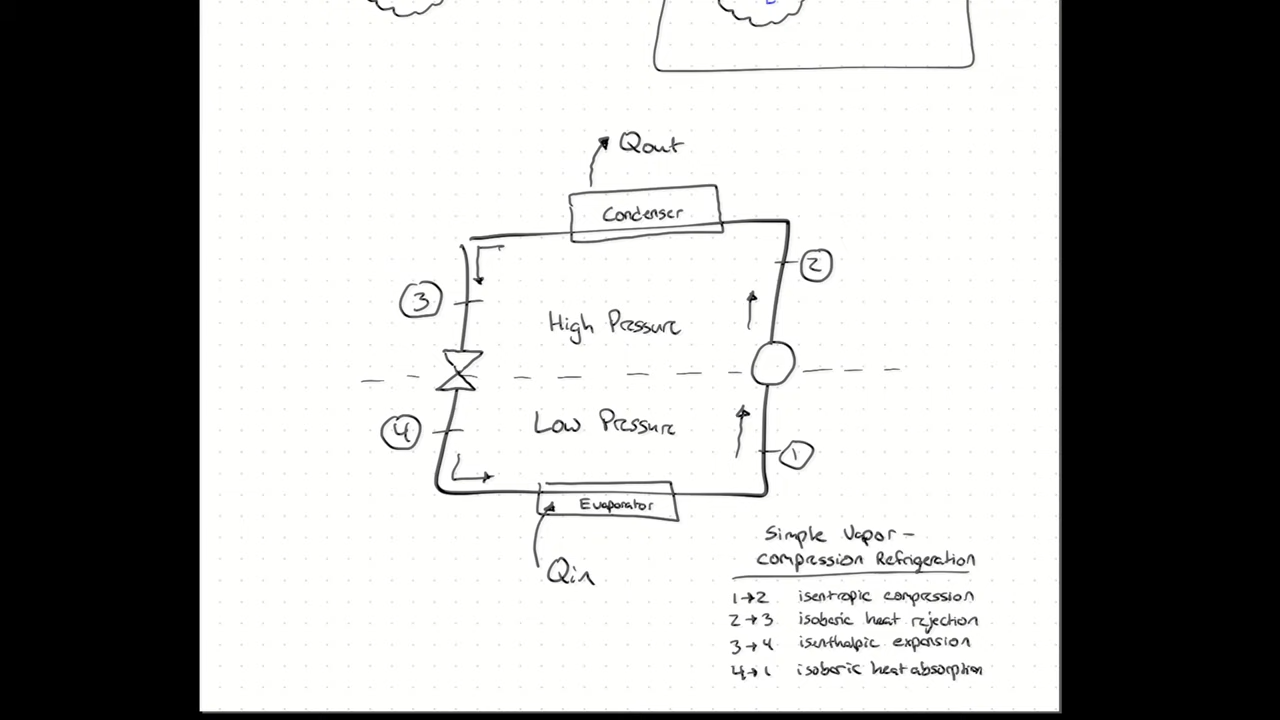 Qout
Condenser
2
3
High Pressure
Low Pressure
4
1
Evaporator
Qin
Simple Vapor-
compression Refrigeration
1→2 isentropic compression
2→3 isobaric heat rejection
3→4 isenthalpic expansion
4→1 isobaric heat absorption